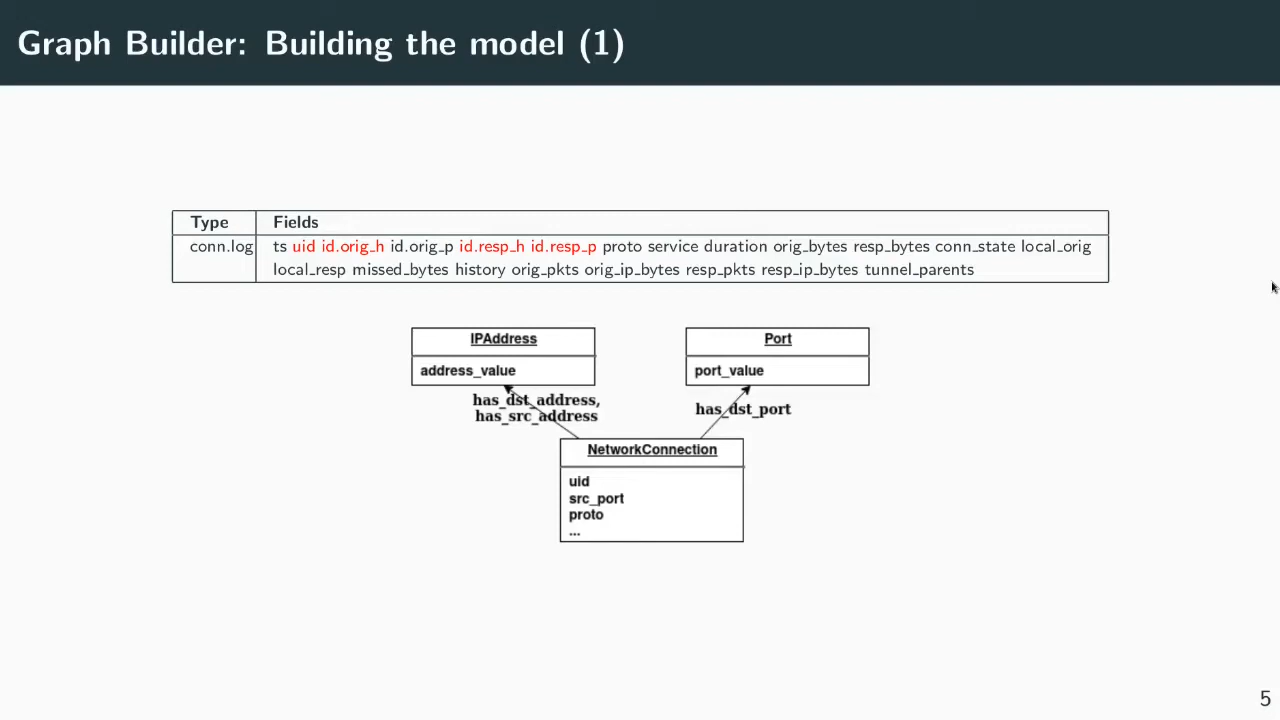 Graph Builder: Building the model (1)
Type Fields
conn.log ts uid id.orig_h id.orig_p id.resp_h id.resp_p proto service duration orig_bytes resp_bytes conn_state local_orig
local_resp missed_bytes history orig_pkts orig_ip_bytes resp_pkts resp_ip_bytes tunnel_parents
IPAddress
address_value
Port
port_value
has_dst_address,
has_src_address
has_dst_port
NetworkConnection
uid
src_port
proto
...
5